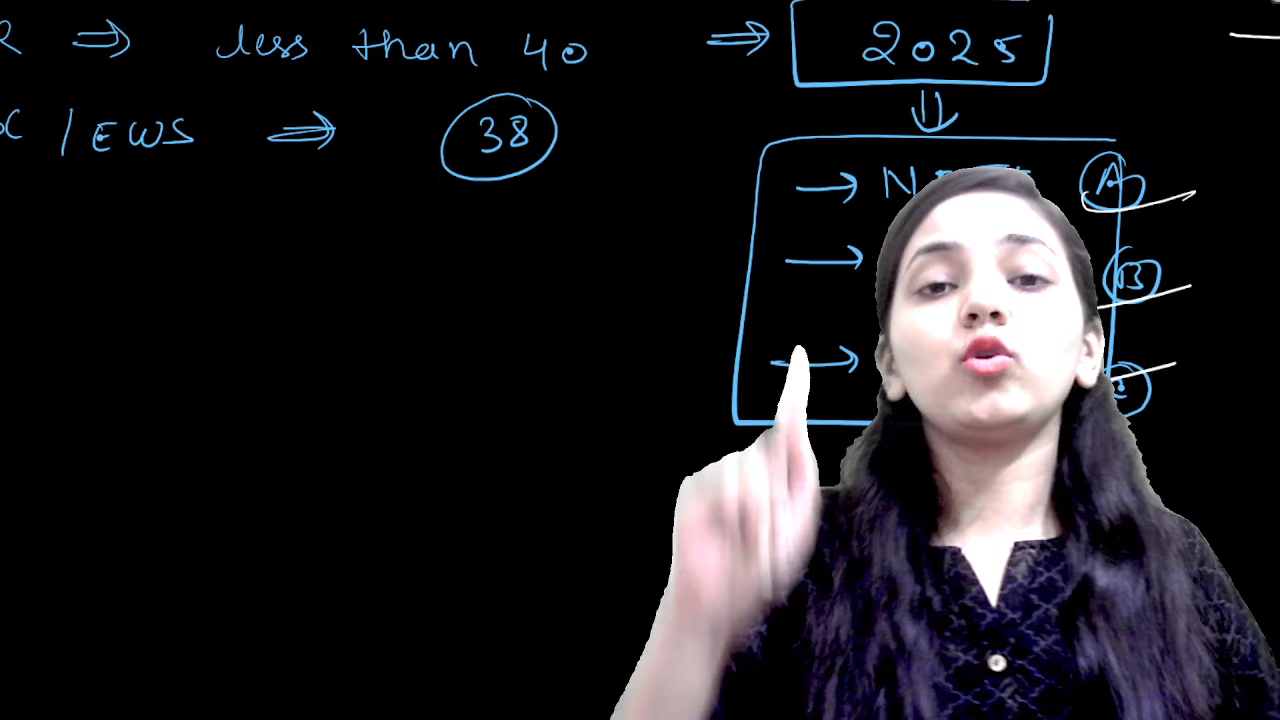 ⇒ less than 40
/ EWS ⇒ 38
⇒ 2025
→ N A
→ B
→